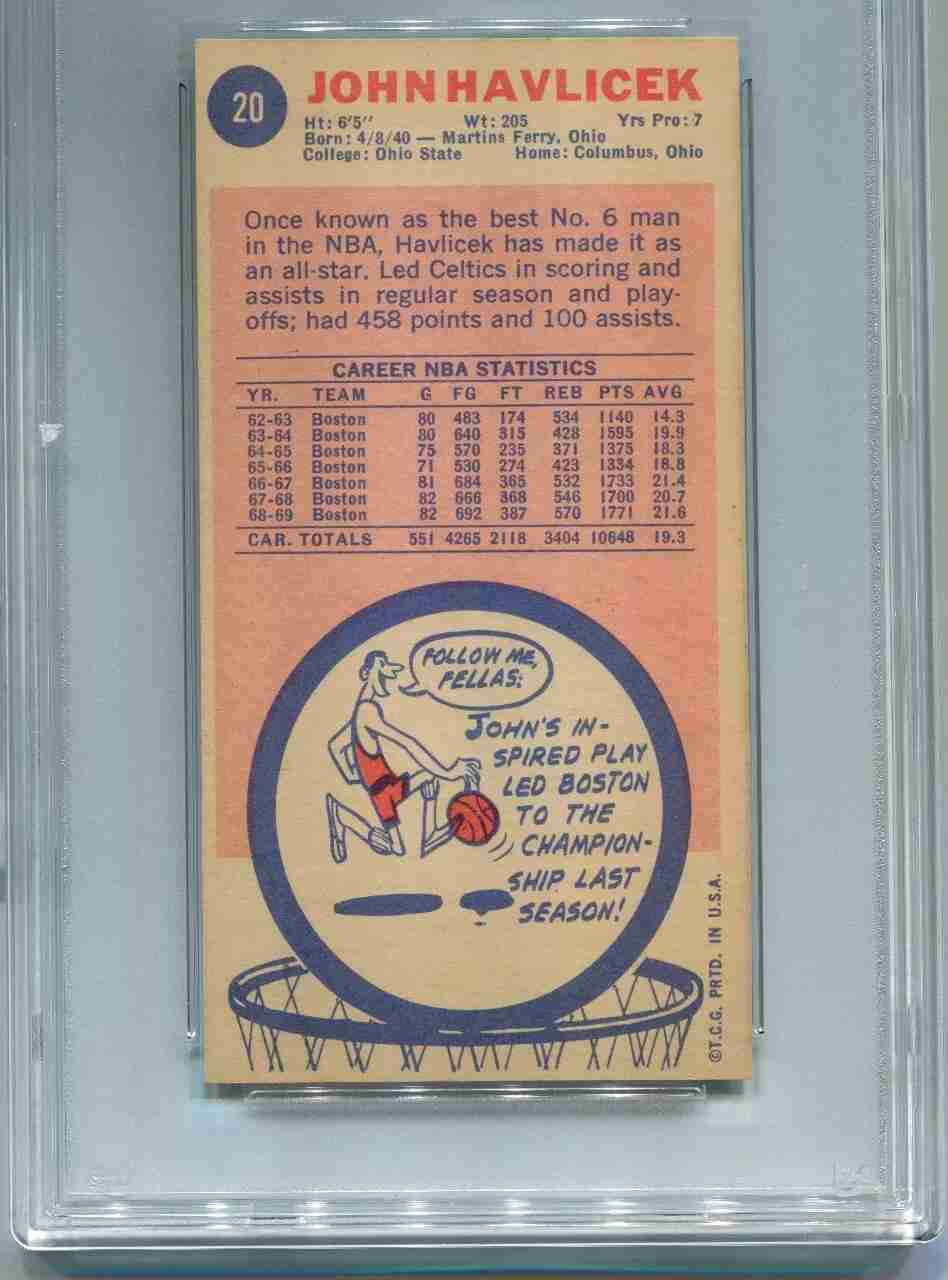 20
JOHN HAVLICEK
Ht: 6'5" Wt: 205 Yrs Pro: 7
Born: 4/8/40 — Martins Ferry, Ohio
College: Ohio State Home: Columbus, Ohio
Once known as the best No. 6 man
in the NBA, Havlicek has made it as
an all-star. Led Celtics in scoring and
assists in regular season and play-
offs; had 458 points and 100 assists.
CAREER NBA STATISTICS
YR. TEAM G FG FT REB PTS AVG
62-63 Boston 80 483 174 534 1140 14.3
63-64 Boston 80 640 315 428 1595 19.9
64-65 Boston 75 570 235 371 1375 18.3
65-66 Boston 71 530 274 423 1334 18.8
66-67 Boston 81 684 365 532 1733 21.4
67-68 Boston 82 666 368 546 1700 20.7
68-69 Boston 82 692 387 570 1771 21.6
CAR. TOTALS 551 4265 2118 3404 10648 19.3
FOLLOW ME,
FELLAS:
JOHN'S IN-
SPIRED PLAY
LED BOSTON
TO THE
CHAMPION-
SHIP LAST
SEASON!
©T.C.G. PRTD. IN U.S.A.